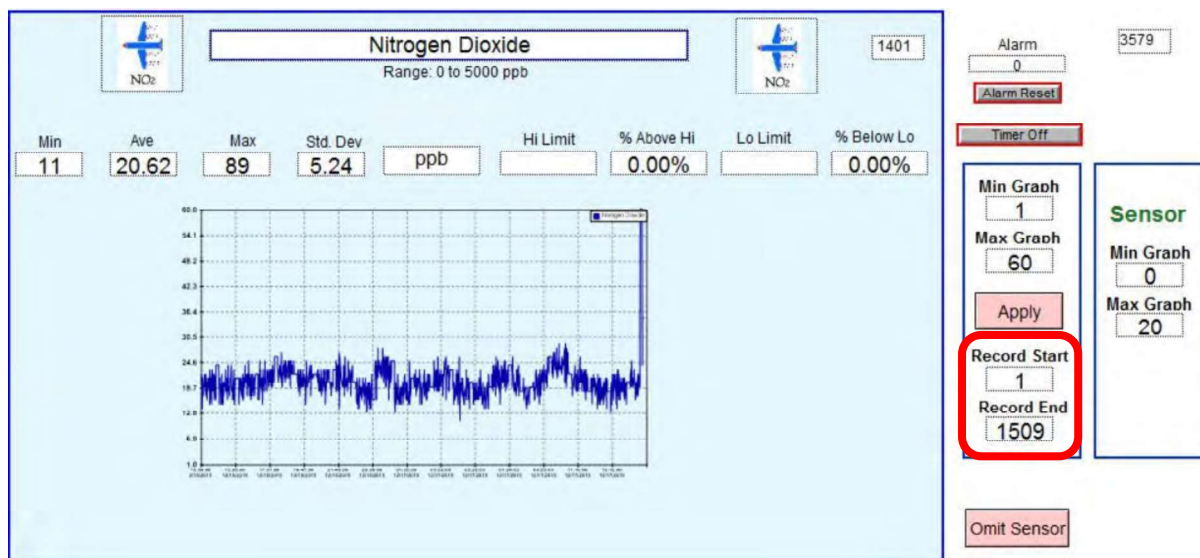 NO2
Nitrogen Dioxide
Range: 0 to 5000 ppb
NO2
1401
Min
11
Ave
20.62
Max
89
Std. Dev
5.24
ppb
Hi Limit
% Above Hi
0.00%
Lo Limit
% Below Lo
0.00%
60.0
Nitrogen Dioxide
54.1
48.2
42.3
36.4
30.5
24.6
18.7
12.8
6.9
1.0
Alarm
0
Alarm Reset
3579
Timer Off
Min Graph
1
Max Graph
60
Apply
Record Start
1
Record End
1509
Sensor
Min Graph
0
Max Graph
20
Omit Sensor